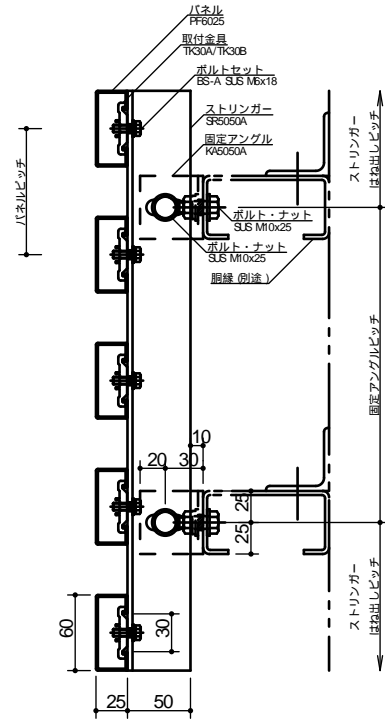 パネル
PF6025
取付金具
TK30A/TK30B
ボルトセット
BS-A SUS M6x18
ストリンガー
SR5050A
固定アングル
KA5050A
ボルト・ナット
SUS M10x25
ボルト・ナット
SUS M10x25
胴縁 (別途)
パネルピッチ
ストリンガー
はね出しピッチ
固定アングルピッチ
ストリンガー
はね出しピッチ
10
20
30
25
25
60
30
25
50